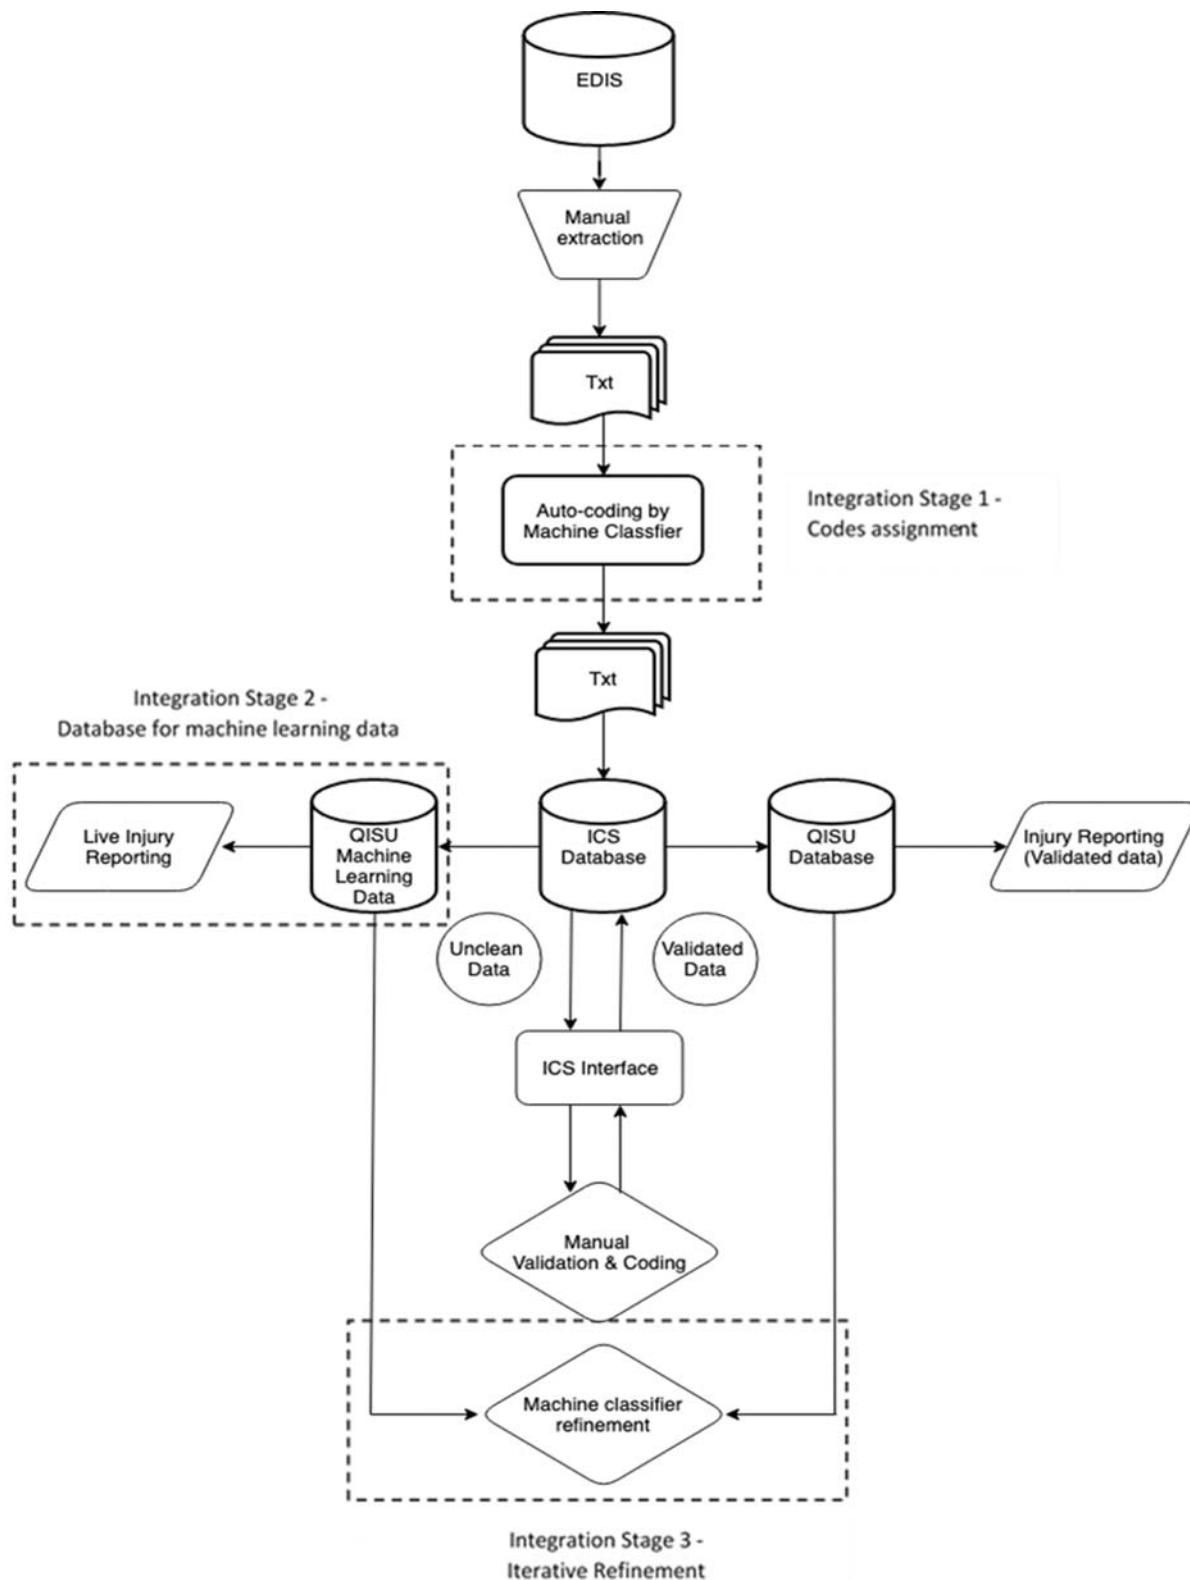 EDIS
Manual
extraction
Txt
Auto-coding by
Machine Classfier
Integration Stage 1 -
Codes assignment
Txt
Integration Stage 2 -
Database for machine learning data
Live Injury
Reporting
QISU
Machine
Learning
Data
ICS
Database
QISU
Database
Injury Reporting
(Validated data)
Unclean
Data
Validated
Data
ICS Interface
Manual
Validation & Coding
Machine classifier
refinement
Integration Stage 3 -
Iterative Refinement